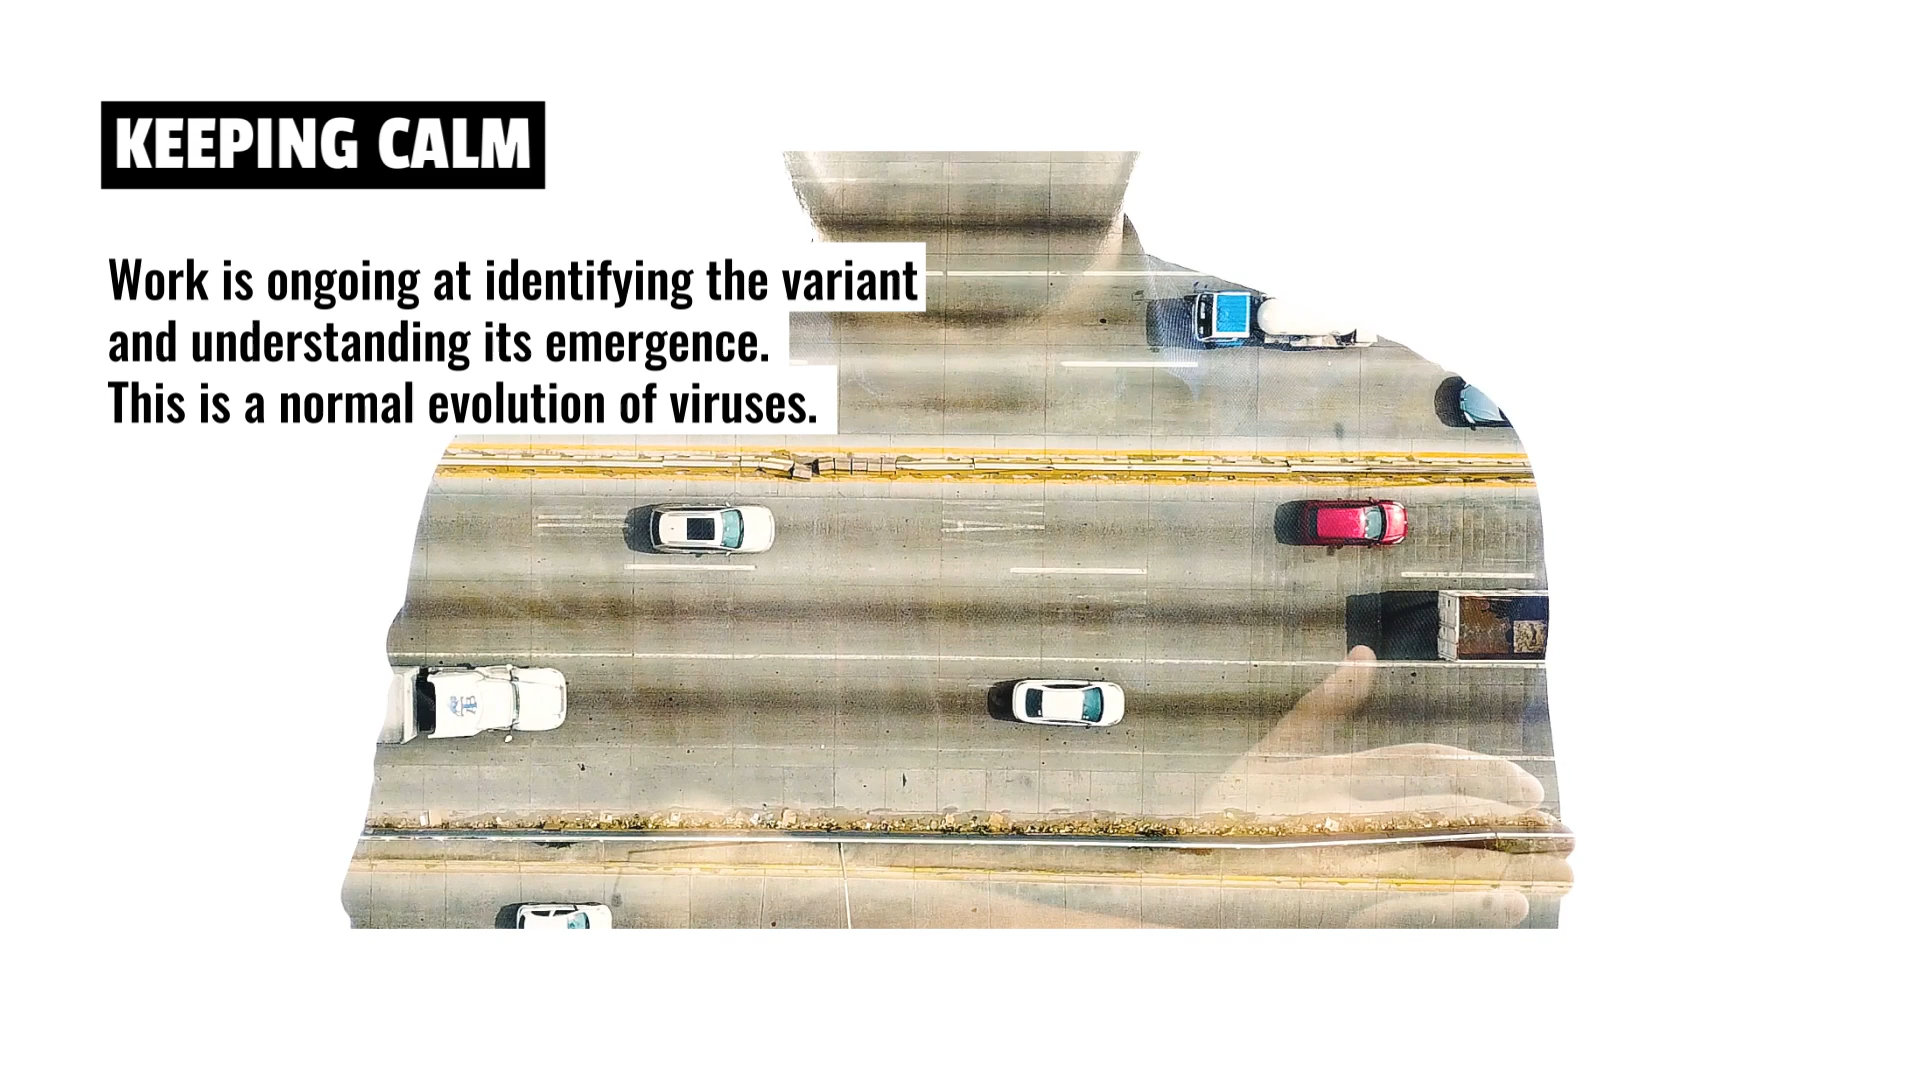 KEEPING CALM
Work is ongoing at identifying the variant
and understanding its emergence.
This is a normal evolution of viruses.